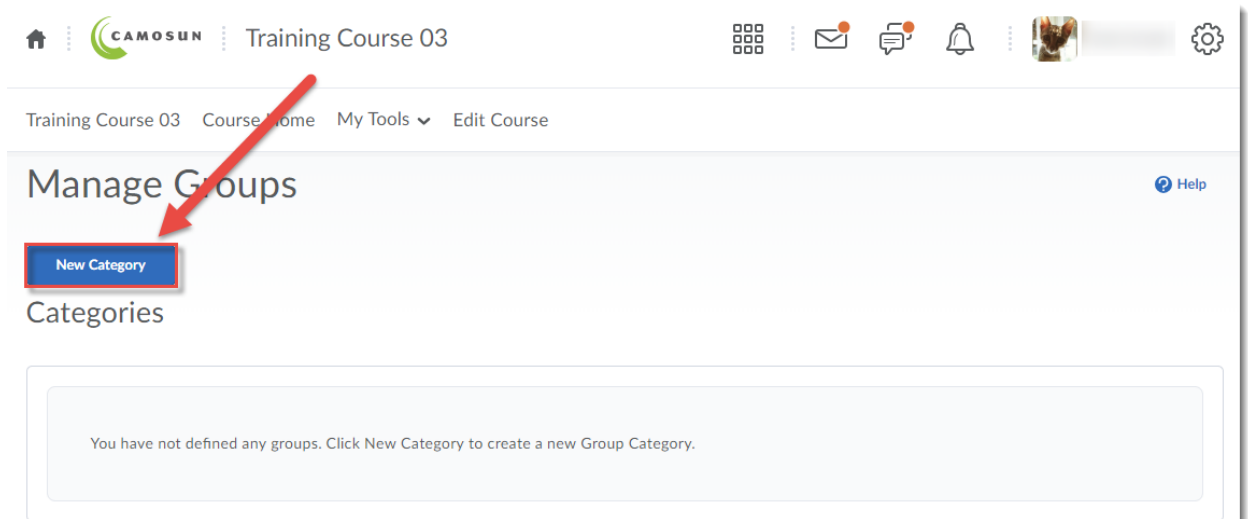 CAMOSUN
Training Course 03
Training Course 03 Course Home My Tools Edit Course
Manage Groups
Help
New Category
Categories
You have not defined any groups. Click New Category to create a new Group Category.